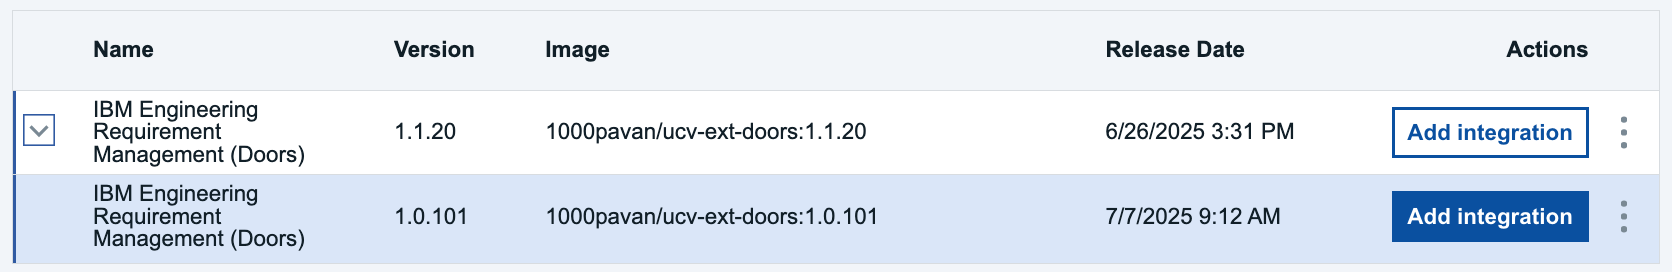 Name Version Image Release Date Actions
IBM Engineering
Requirement
Management (Doors)
1.1.20
1000pavan/ucv-ext-doors:1.1.20
6/26/2025 3:31 PM
Add integration
IBM Engineering
Requirement
Management (Doors)
1.0.101
1000pavan/ucv-ext-doors:1.0.101
7/7/2025 9:12 AM
Add integration